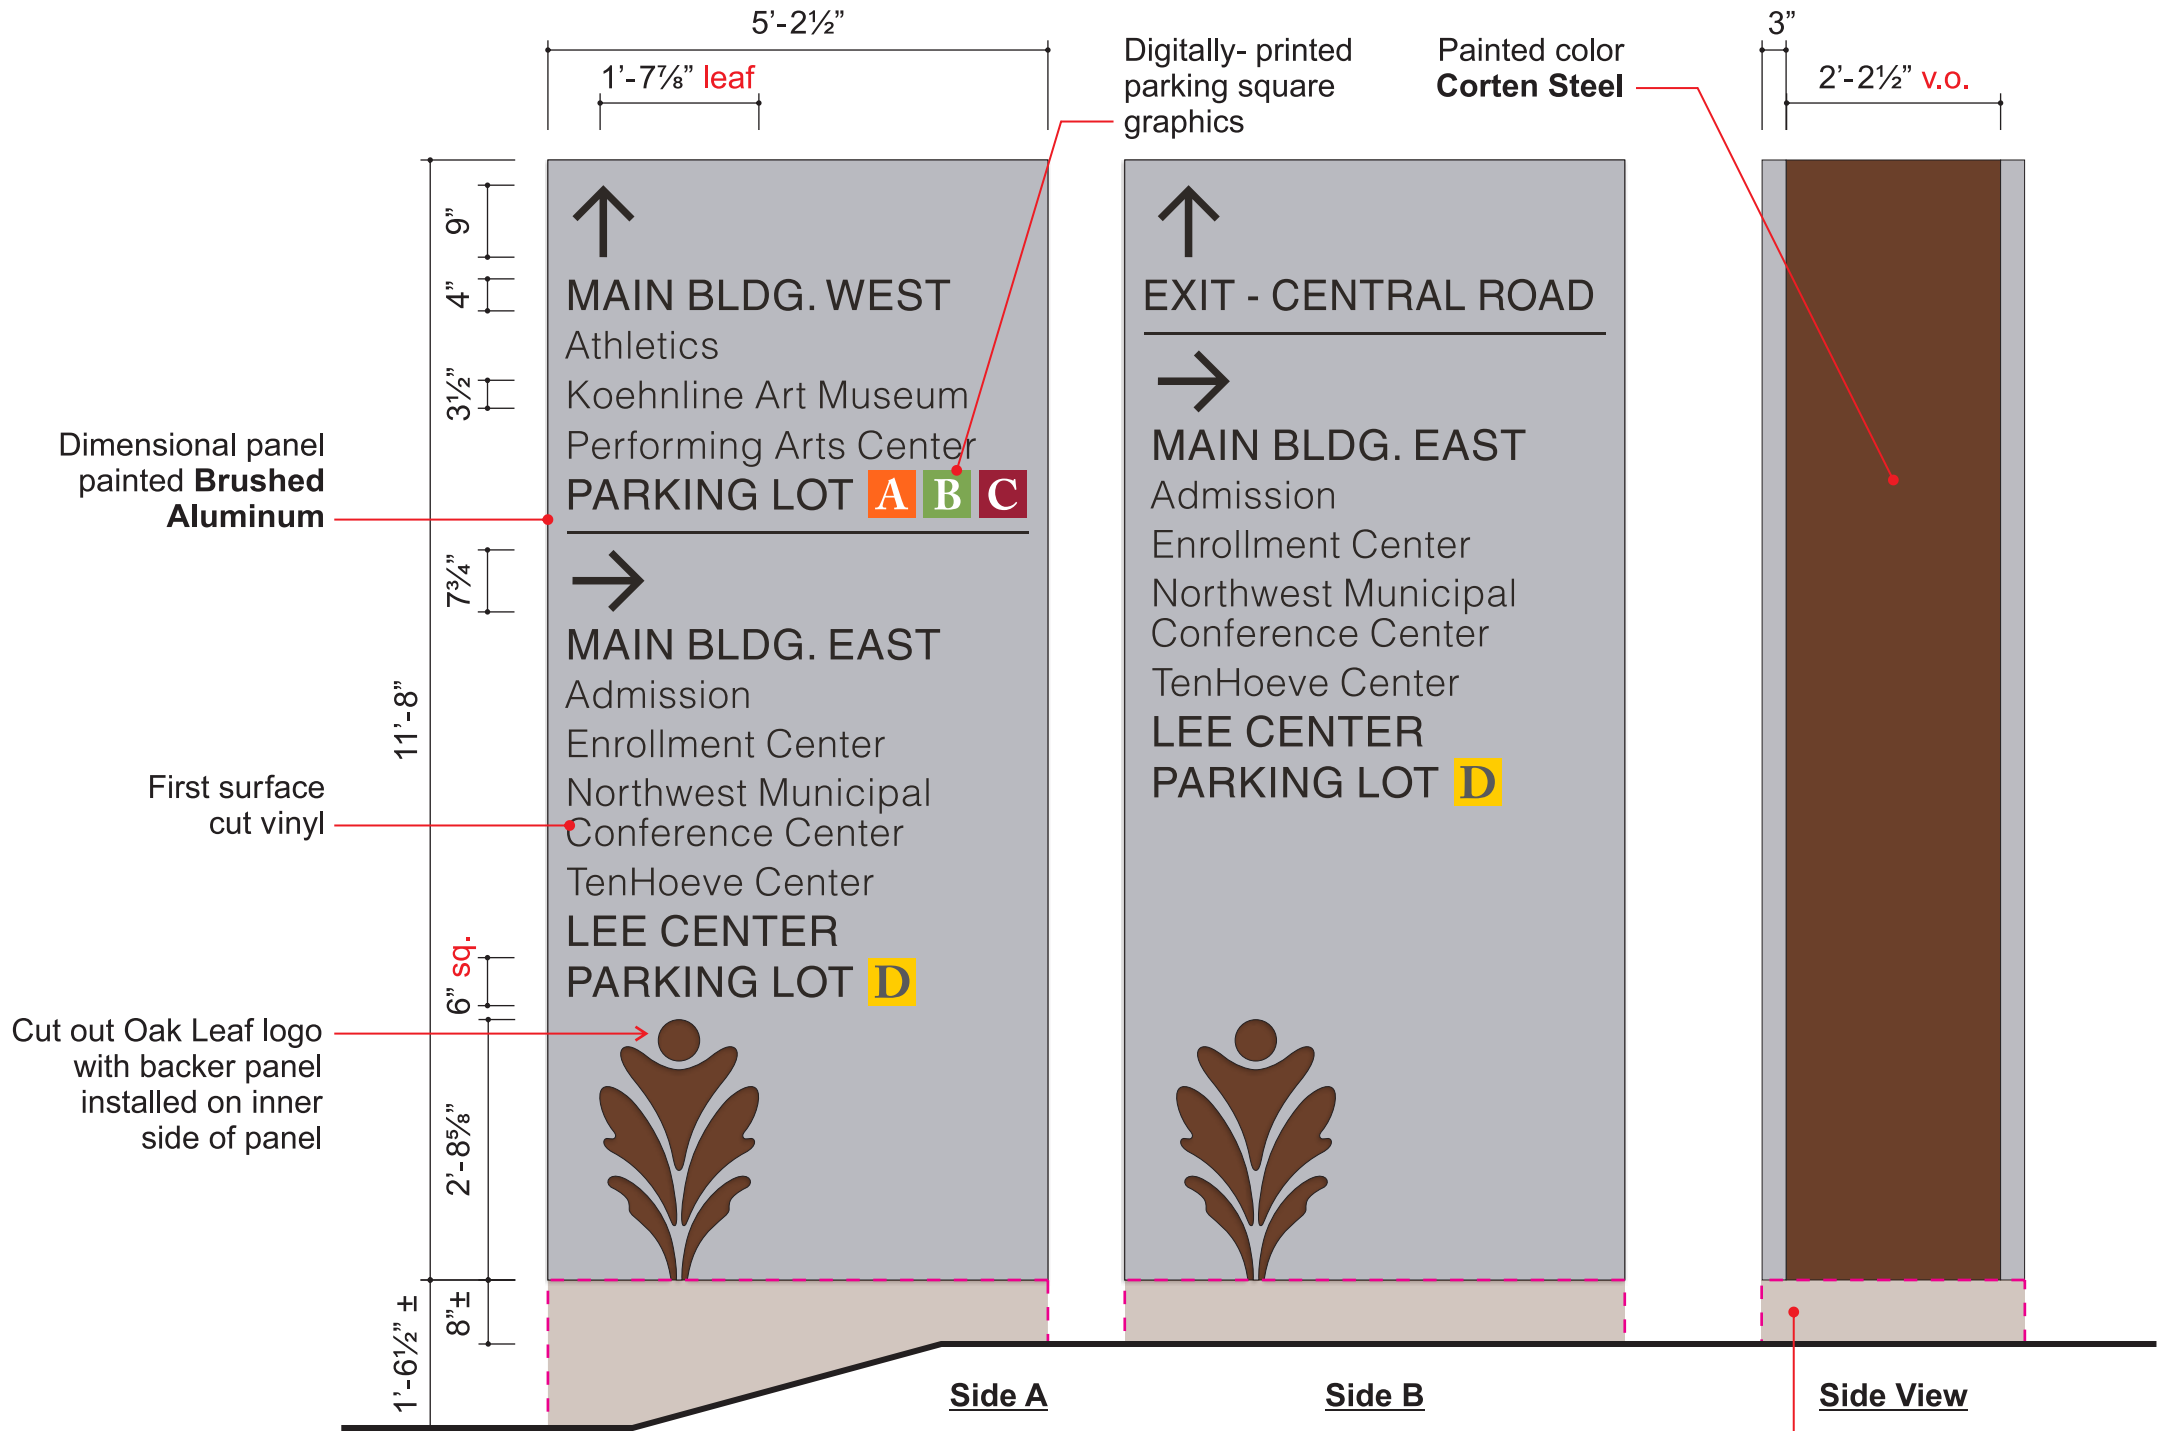 5’-2½”
1’-7⅞” leaf
Digitally- printed
parking square
graphics
Painted color
Corten Steel
3”
2’-2½” v.o.
9”
4”
3½”
7¾”
11’-8”
6” sq.
2’-8⅝”
8”±
1’-6½” ±
Dimensional panel
painted Brushed
Aluminum
First surface
cut vinyl
Cut out Oak Leaf logo
with backer panel
installed on inner
side of panel
MAIN BLDG. WEST
Athletics
Koehnline Art Museum
Performing Arts Center
PARKING LOT A B C
MAIN BLDG. EAST
Admission
Enrollment Center
Northwest Municipal
Conference Center
TenHoeve Center
LEE CENTER
PARKING LOT D
EXIT - CENTRAL ROAD
MAIN BLDG. EAST
Admission
Enrollment Center
Northwest Municipal
Conference Center
TenHoeve Center
LEE CENTER
PARKING LOT D
Side A
Side B
Side View